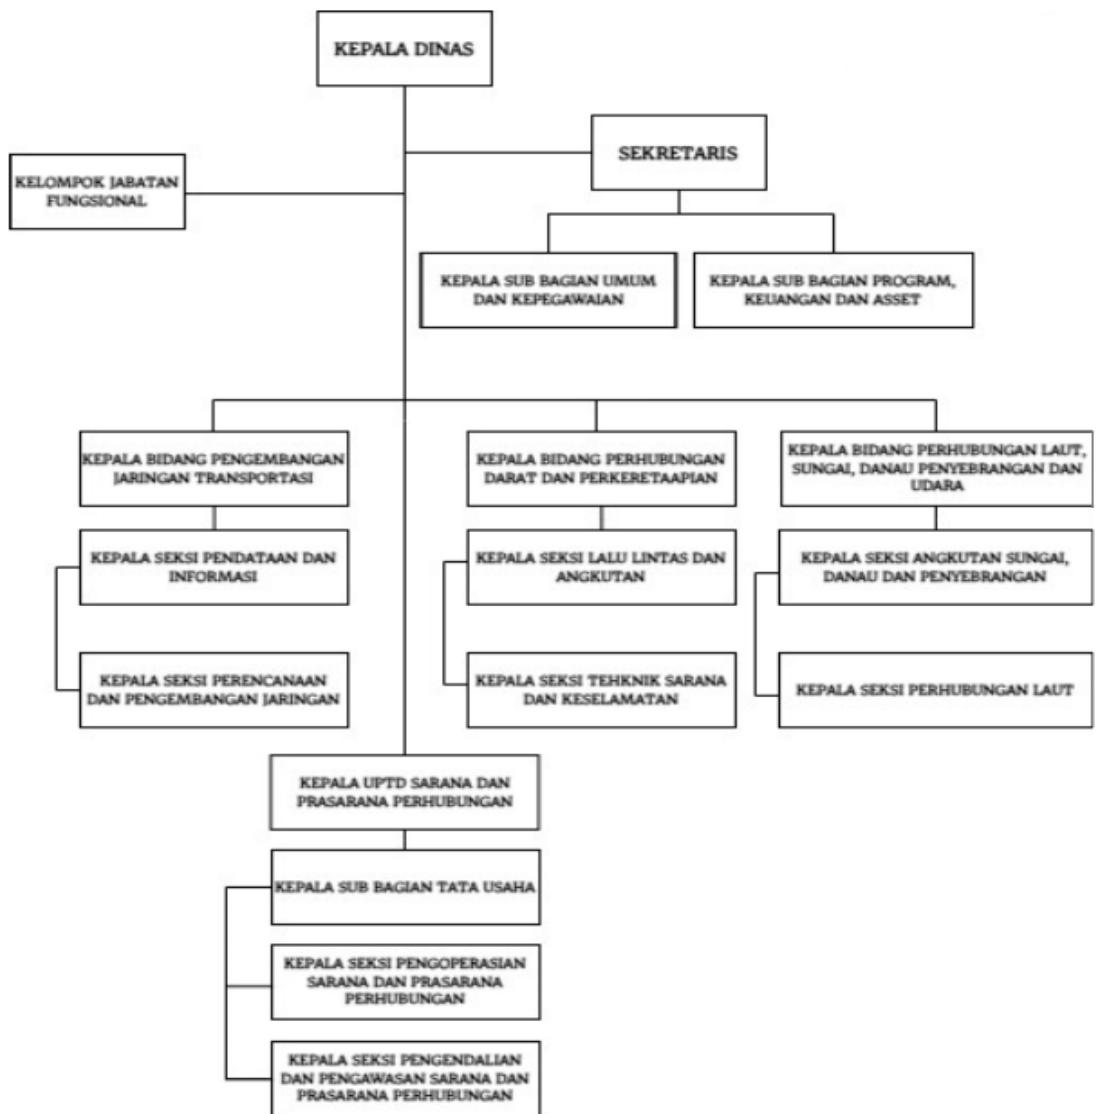 KEPALA DINAS
SEKRETARIS
KELOMPOK JABATAN
FUNGSIONAL
KEPALA SUB BAGIAN UMUM
DAN KEPEGAWAIAN
KEPALA SUB BAGIAN PROGRAM,
KEUANGAN DAN ASSET
KEPALA BIDANG PENGEMBANGAN
JARINGAN TRANSPORTASI
KEPALA BIDANG PERHUBUNGAN
DARAT DAN PERKERETAAPIAN
KEPALA BIDANG PERHUBUNGAN LAUT,
SUNGAI, DANAU PENYEBRANGAN DAN
UDARA
KEPALA SEKSI PENDATAAN DAN
INFORMASI
KEPALA SEKSI LALU LINTAS DAN
ANGKUTAN
KEPALA SEKSI ANGKUTAN SUNGAI,
DANAU DAN PENYEBRANGAN
KEPALA SEKSI PERENCANAAN
DAN PENGEMBANGAN JARINGAN
KEPALA SEKSI TEHKNIK SARANA
DAN KESELAMATAN
KEPALA SEKSI PERHUBUNGAN LAUT
KEPALA UPTD SARANA DAN
PRASARANA PERHUBUNGAN
KEPALA SUB BAGIAN TATA USAHA
KEPALA SEKSI PENGOPERASIAN
SARANA DAN PRASARANA
PERHUBUNGAN
KEPALA SEKSI PENGENDALIAN
DAN PENGAWASAN SARANA DAN
PRASARANA PERHUBUNGAN